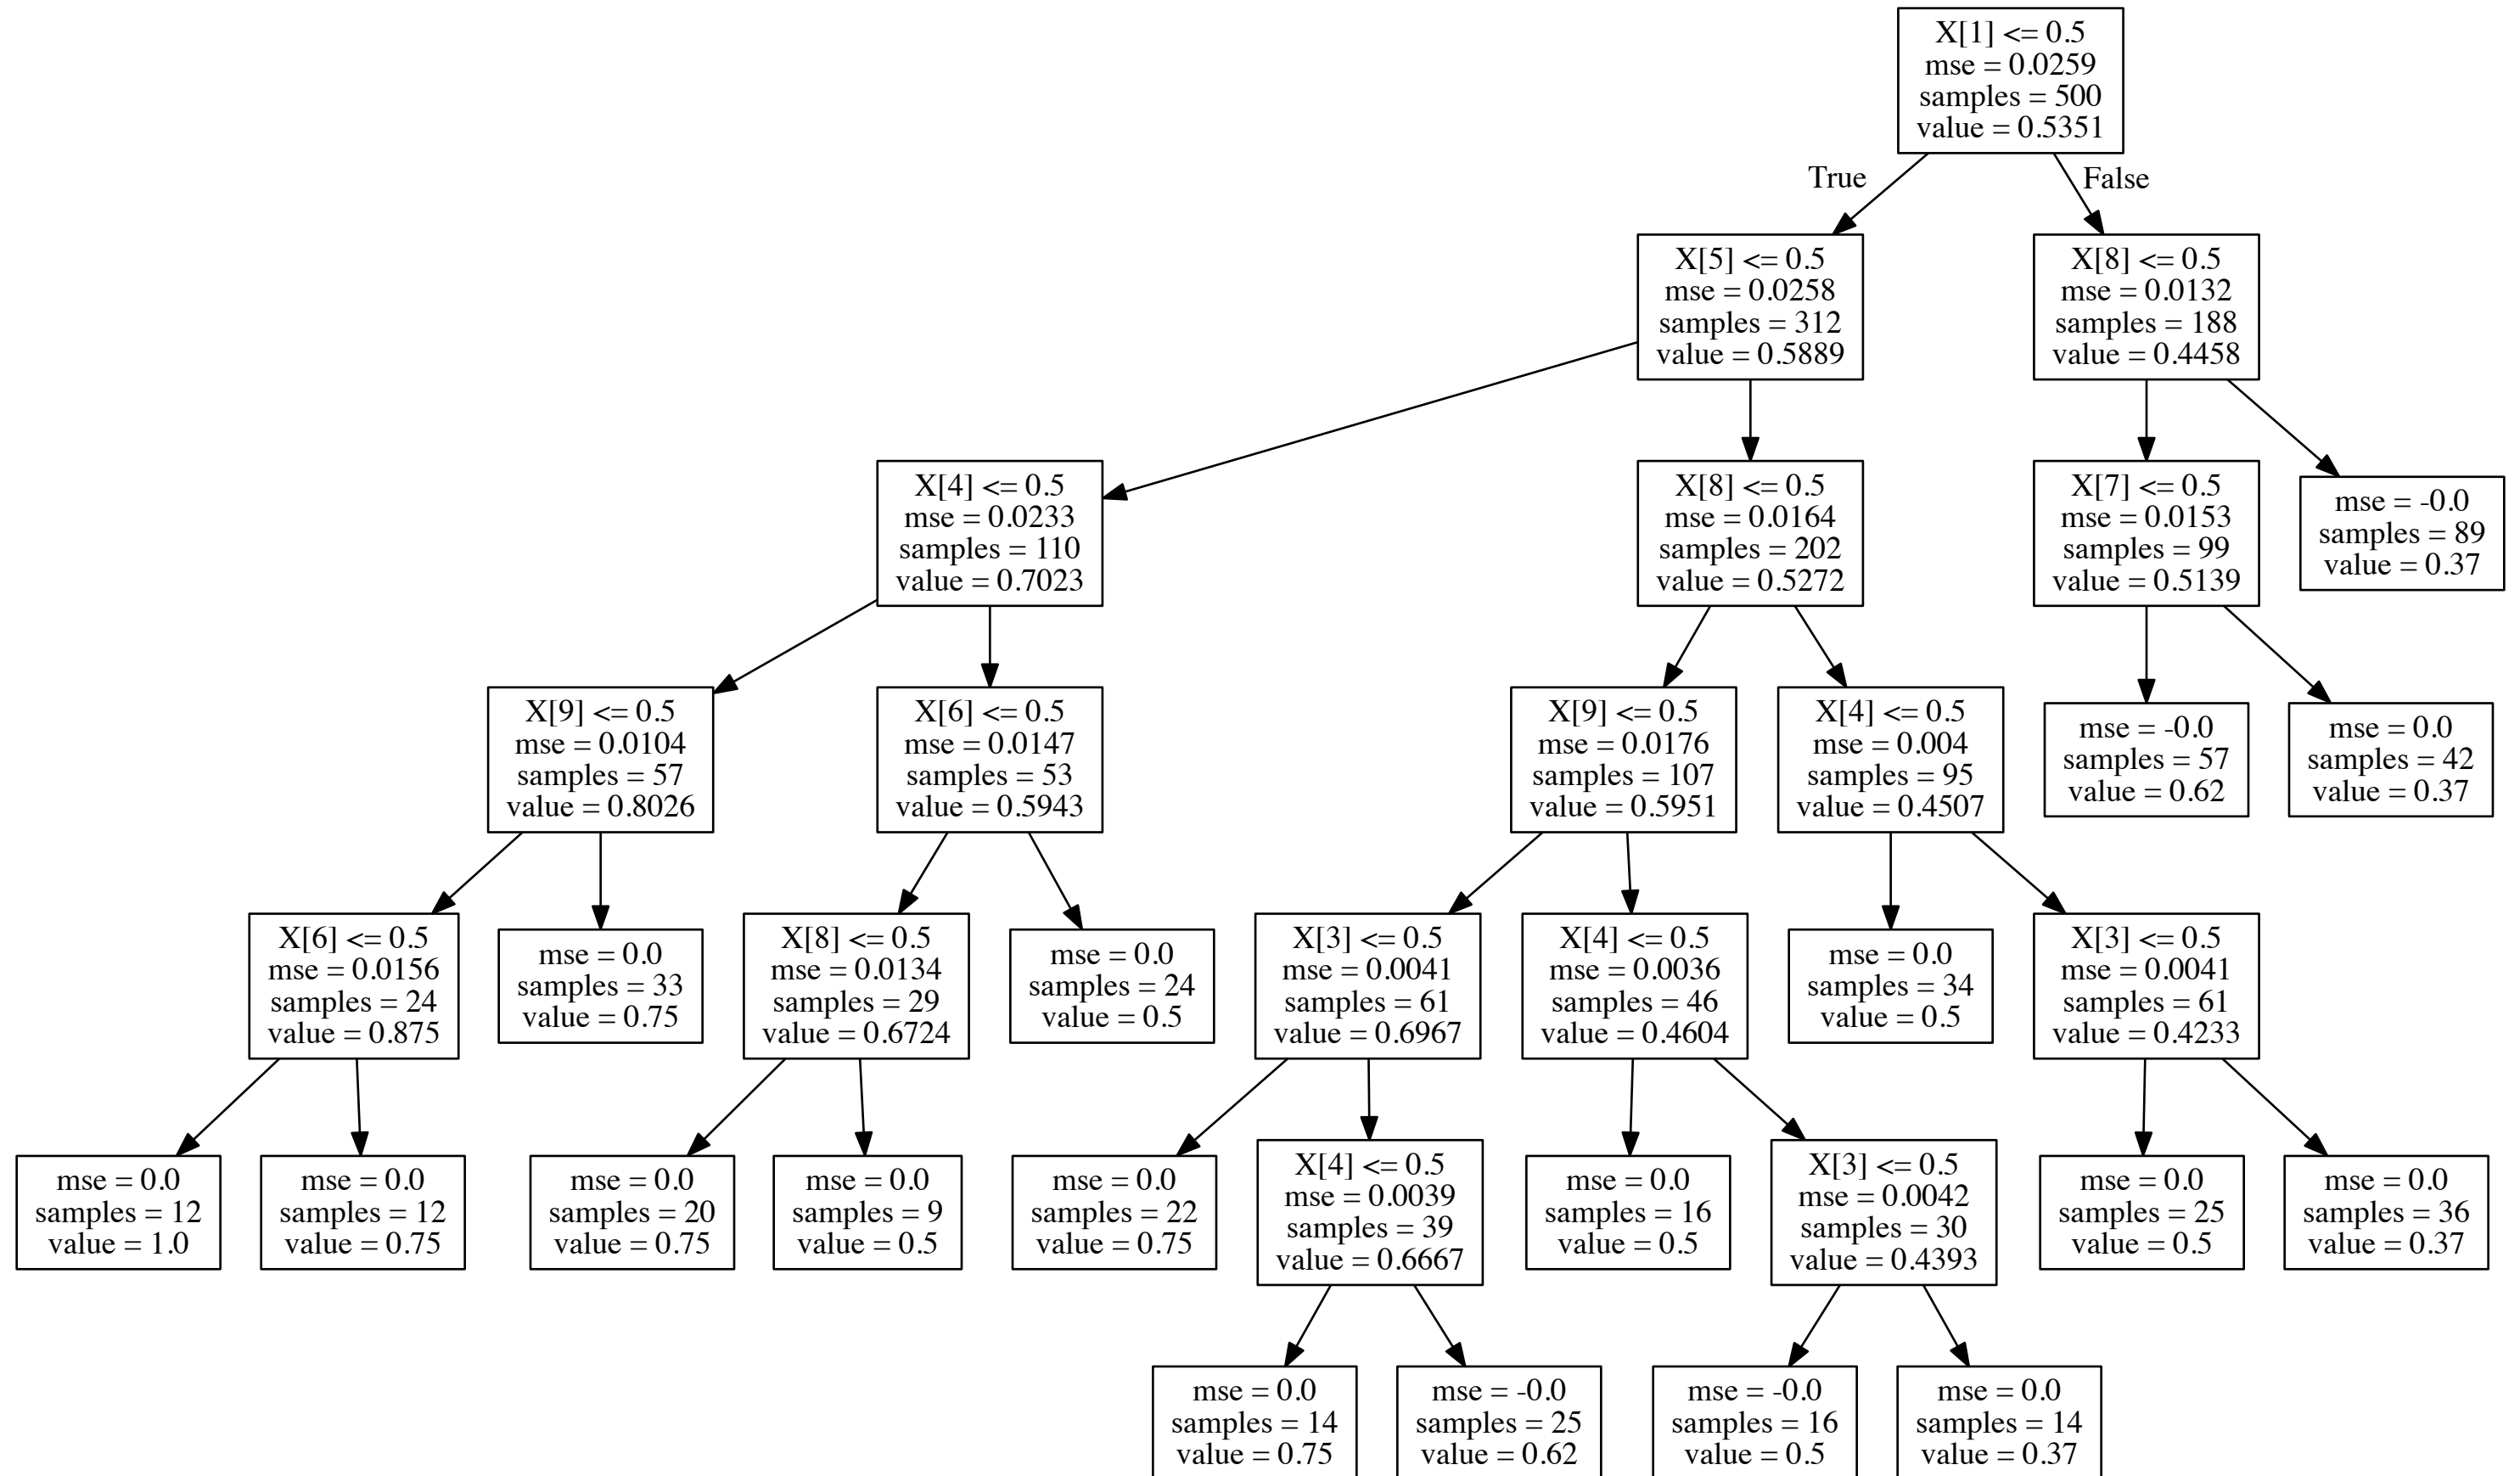 X[1] <= 0.5
mse = 0.0259
samples = 500
value = 0.5351
True
False
X[5] <= 0.5
mse = 0.0258
samples = 312
value = 0.5889
X[8] <= 0.5
mse = 0.0132
samples = 188
value = 0.4458
X[4] <= 0.5
mse = 0.0233
samples = 110
value = 0.7023
X[8] <= 0.5
mse = 0.0164
samples = 202
value = 0.5272
X[7] <= 0.5
mse = 0.0153
samples = 99
value = 0.5139
mse = -0.0
samples = 89
value = 0.37
X[9] <= 0.5
mse = 0.0104
samples = 57
value = 0.8026
X[6] <= 0.5
mse = 0.0147
samples = 53
value = 0.5943
X[9] <= 0.5
mse = 0.0176
samples = 107
value = 0.5951
X[4] <= 0.5
mse = 0.004
samples = 95
value = 0.4507
mse = -0.0
samples = 57
value = 0.62
mse = 0.0
samples = 42
value = 0.37
X[6] <= 0.5
mse = 0.0156
samples = 24
value = 0.875
mse = 0.0
samples = 33
value = 0.75
X[8] <= 0.5
mse = 0.0134
samples = 29
value = 0.6724
mse = 0.0
samples = 24
value = 0.5
X[3] <= 0.5
mse = 0.0041
samples = 61
value = 0.6967
X[4] <= 0.5
mse = 0.0036
samples = 46
value = 0.4604
mse = 0.0
samples = 34
value = 0.5
X[3] <= 0.5
mse = 0.0041
samples = 61
value = 0.4233
mse = 0.0
samples = 12
value = 1.0
mse = 0.0
samples = 12
value = 0.75
mse = 0.0
samples = 20
value = 0.75
mse = 0.0
samples = 9
value = 0.5
mse = 0.0
samples = 22
value = 0.75
X[4] <= 0.5
mse = 0.0039
samples = 39
value = 0.6667
mse = 0.0
samples = 16
value = 0.5
X[3] <= 0.5
mse = 0.0042
samples = 30
value = 0.4393
mse = 0.0
samples = 25
value = 0.5
mse = 0.0
samples = 36
value = 0.37
mse = 0.0
samples = 14
value = 0.75
mse = -0.0
samples = 25
value = 0.62
mse = -0.0
samples = 16
value = 0.5
mse = 0.0
samples = 14
value = 0.37